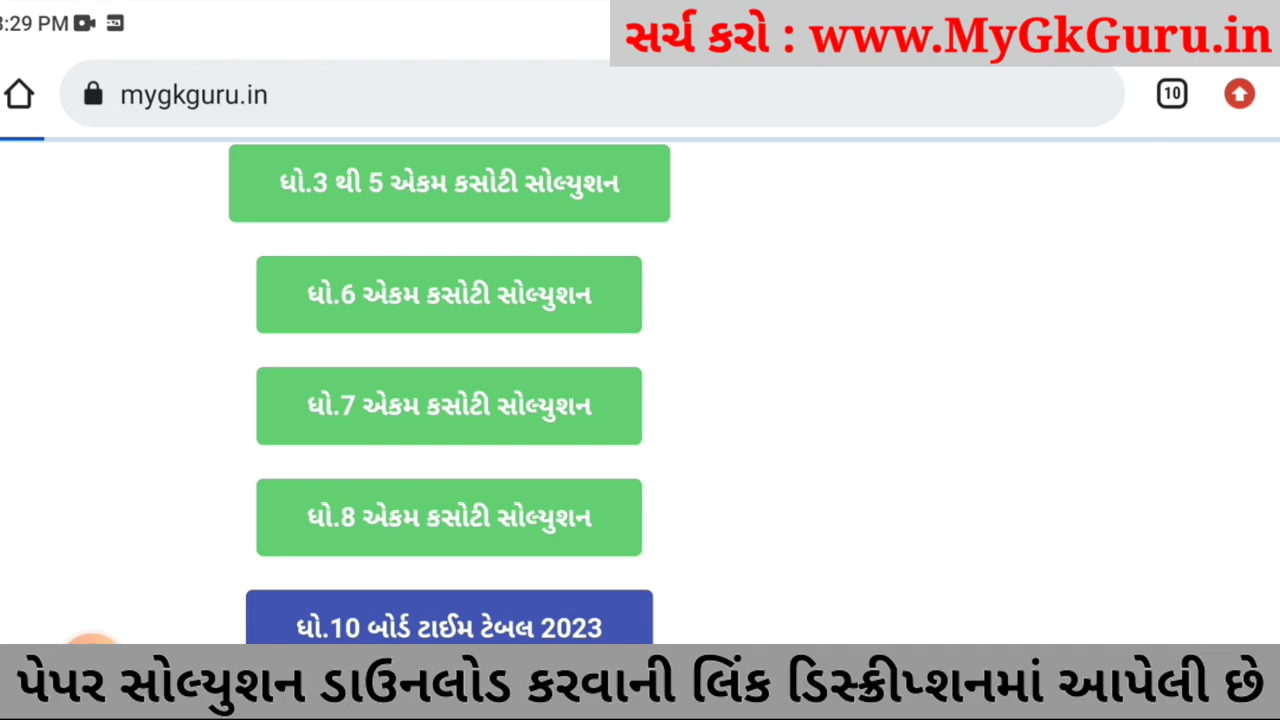 3:29 PM
સર્ચ કરો : www.MyGkGuru.in
mygkguru.in
10
ધો.3 થી 5 એકમ કસોટી સોલ્યુશન
ધો.6 એકમ કસોટી સોલ્યુશન
ધો.7 એકમ કસોટી સોલ્યુશન
ધો.8 એકમ કસોટી સોલ્યુશન
ધો.10 બોર્ડ ટાઈમ ટેબલ 2023
પેપર સોલ્યુશન ડાઉનલોડ કરવાની લિંક ડિસ્ક્રીપ્શનમાં આપેલી છે